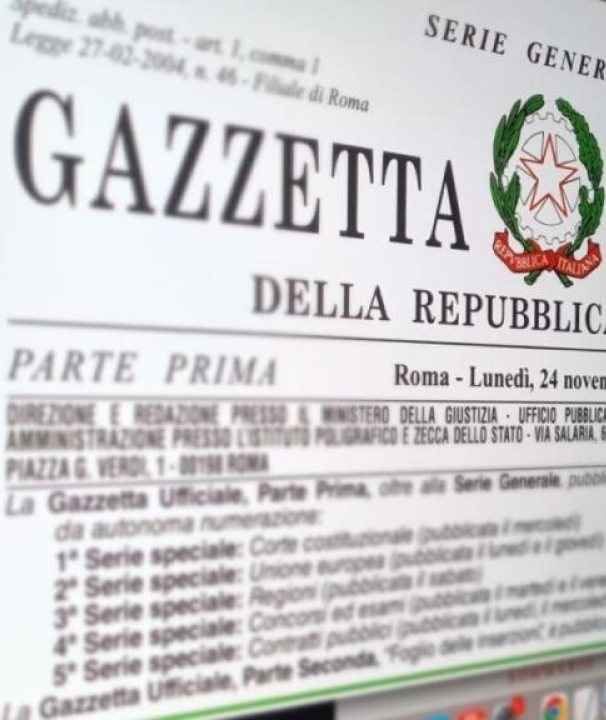 Spediz. abb. post. - art. 1, comma 1
Legge 27-02-2004, n. 46 - Filiale di Roma
SERIE GENER
GAZZETTA
REPVBBLICA ITALIANA
DELLA REPUBBLICA
PARTE PRIMA
Roma - Lunedì, 24 novem
DIREZIONE E REDAZIONE PRESSO IL MINISTERO DELLA GIUSTIZIA - UFFICIO PUBBLICA
AMMINISTRAZIONE PRESSO L'ISTITUTO POLIGRAFICO E ZECCA DELLO STATO - VIA SALARIA, 6
PIAZZA G. VERDI, 1 - 00198 ROMA
La Gazzetta Ufficiale, Parte Prima, oltre alla Serie Generale, pubbli
da autonoma numerazione:
1ª Serie speciale: Corte costituzionale (pubblicata il mercoledì)
2ª Serie speciale: Unione europea (pubblicata il lunedì e il giovedì)
3ª Serie speciale: Regioni (pubblicata il sabato)
4ª Serie speciale: Concorsi ed esami (pubblicata il martedì e il vene
5ª Serie speciale: Contratti pubblici (pubblicata il lunedì, il mercole
La Gazzetta Ufficiale, Parte Seconda, "Foglio delle inserzioni", è pubblic